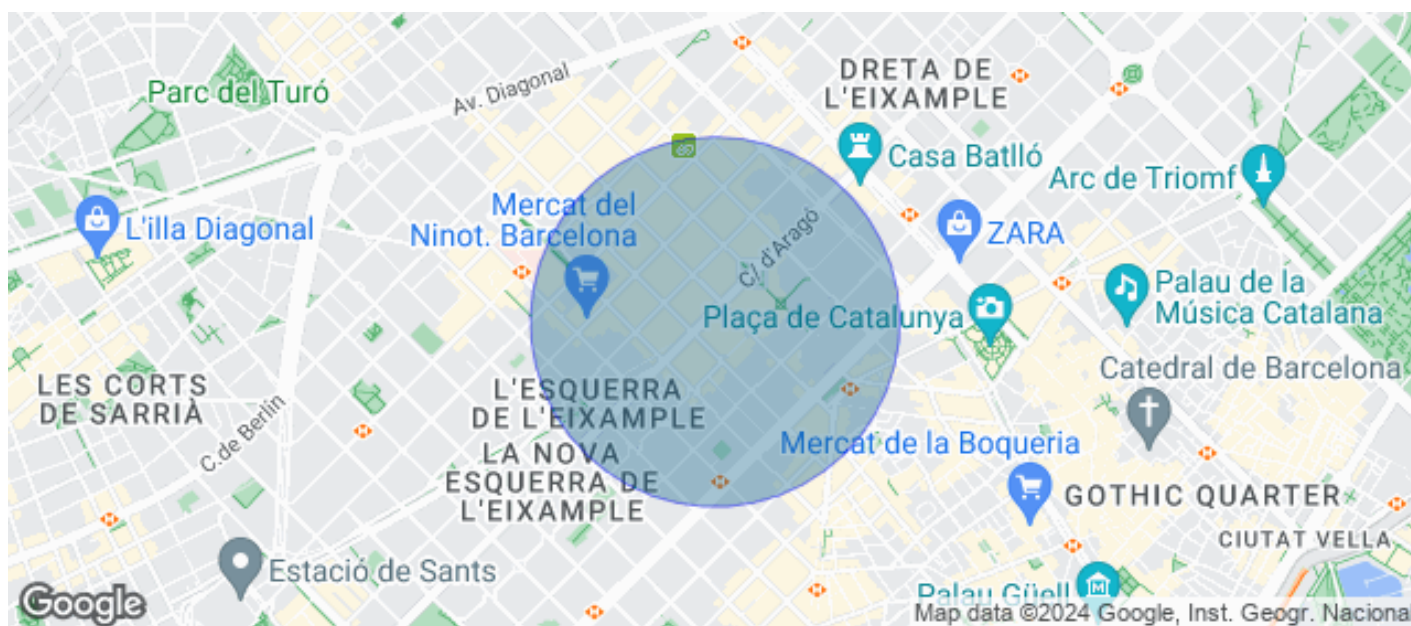 DRETA DE
L'EIXAMPLE
Av. Diagonal
Parc del Turó
Casa Batlló
Arc de Triomf
Mercat del
Ninot. Barcelona
L'illa Diagonal
C/ d'Aragó
ZARA
Palau de la
Música Catalana
Plaça de Catalunya
Catedral de Barcelona
LES CORTS
DE SARRIÀ
L'ESQUERRA
DE L'EIXAMPLE
C.de Berlín
LA NOVA
ESQUERRA DE
L'EIXAMPLE
Mercat de la Boqueria
GOTHIC QUARTER
CIUTAT VELLA
Estació de Sants
Palau Güell
Google
Map data ©2024 Google, Inst. Geogr. Nacional